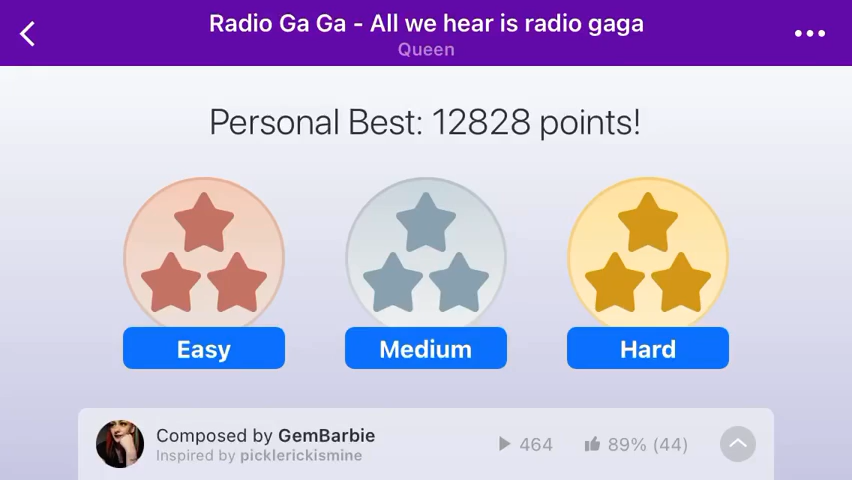 Radio Ga Ga - All we hear is radio gaga
Queen
Personal Best: 12828 points!
Easy
Medium
Hard
Composed by GemBarbie
464
89% (44)
Inspired by picklerickismine